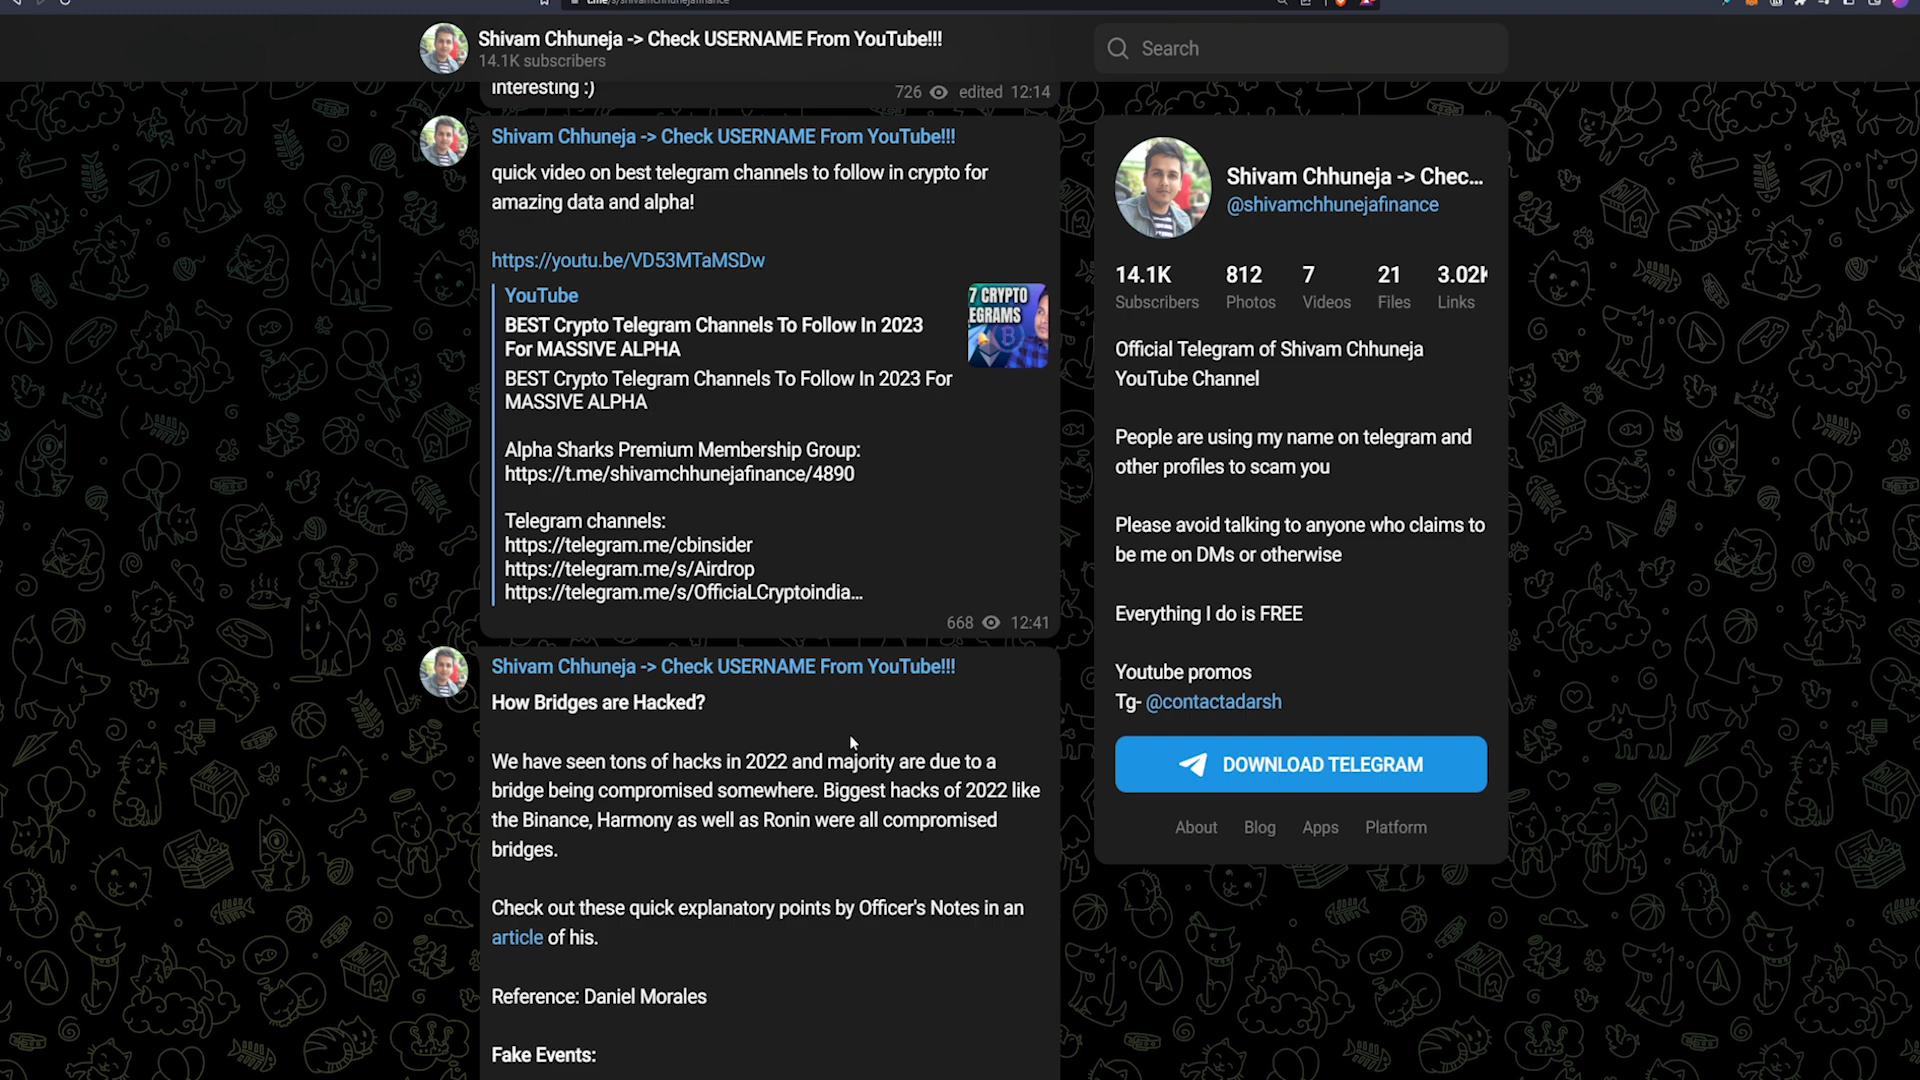 t.me/s/shivamchhunejafinance
Shivam Chhuneja -> Check USERNAME From YouTube!!!
14.1K subscribers
Search
interesting :)
726 edited 12:14
Shivam Chhuneja -> Check USERNAME From YouTube!!!
quick video on best telegram channels to follow in crypto for
amazing data and alpha!
https://youtu.be/VD53MTaMSDw
YouTube
BEST Crypto Telegram Channels To Follow In 2023
For MASSIVE ALPHA
BEST Crypto Telegram Channels To Follow In 2023 For
MASSIVE ALPHA
7 CRYPTO
EGRAMS
Alpha Sharks Premium Membership Group:
https://t.me/shivamchhunejafinance/4890
Telegram channels:
https://telegram.me/cbinsider
https://telegram.me/s/Airdrop
https://telegram.me/s/OfficiaLCryptoindia...
668 12:41
Shivam Chhuneja -> Check USERNAME From YouTube!!!
How Bridges are Hacked?
We have seen tons of hacks in 2022 and majority are due to a
bridge being compromised somewhere. Biggest hacks of 2022 like
the Binance, Harmony as well as Ronin were all compromised
bridges.
Check out these quick explanatory points by Officer's Notes in an
article of his.
Reference: Daniel Morales
Fake Events:
Shivam Chhuneja -> Chec...
@shivamchhunejafinance
14.1K 812 7 21 3.02K
Subscribers Photos Videos Files Links
Official Telegram of Shivam Chhuneja
YouTube Channel
People are using my name on telegram and
other profiles to scam you
Please avoid talking to anyone who claims to
be me on DMs or otherwise
Everything I do is FREE
Youtube promos
Tg- @contactadarsh
DOWNLOAD TELEGRAM
About Blog Apps Platform